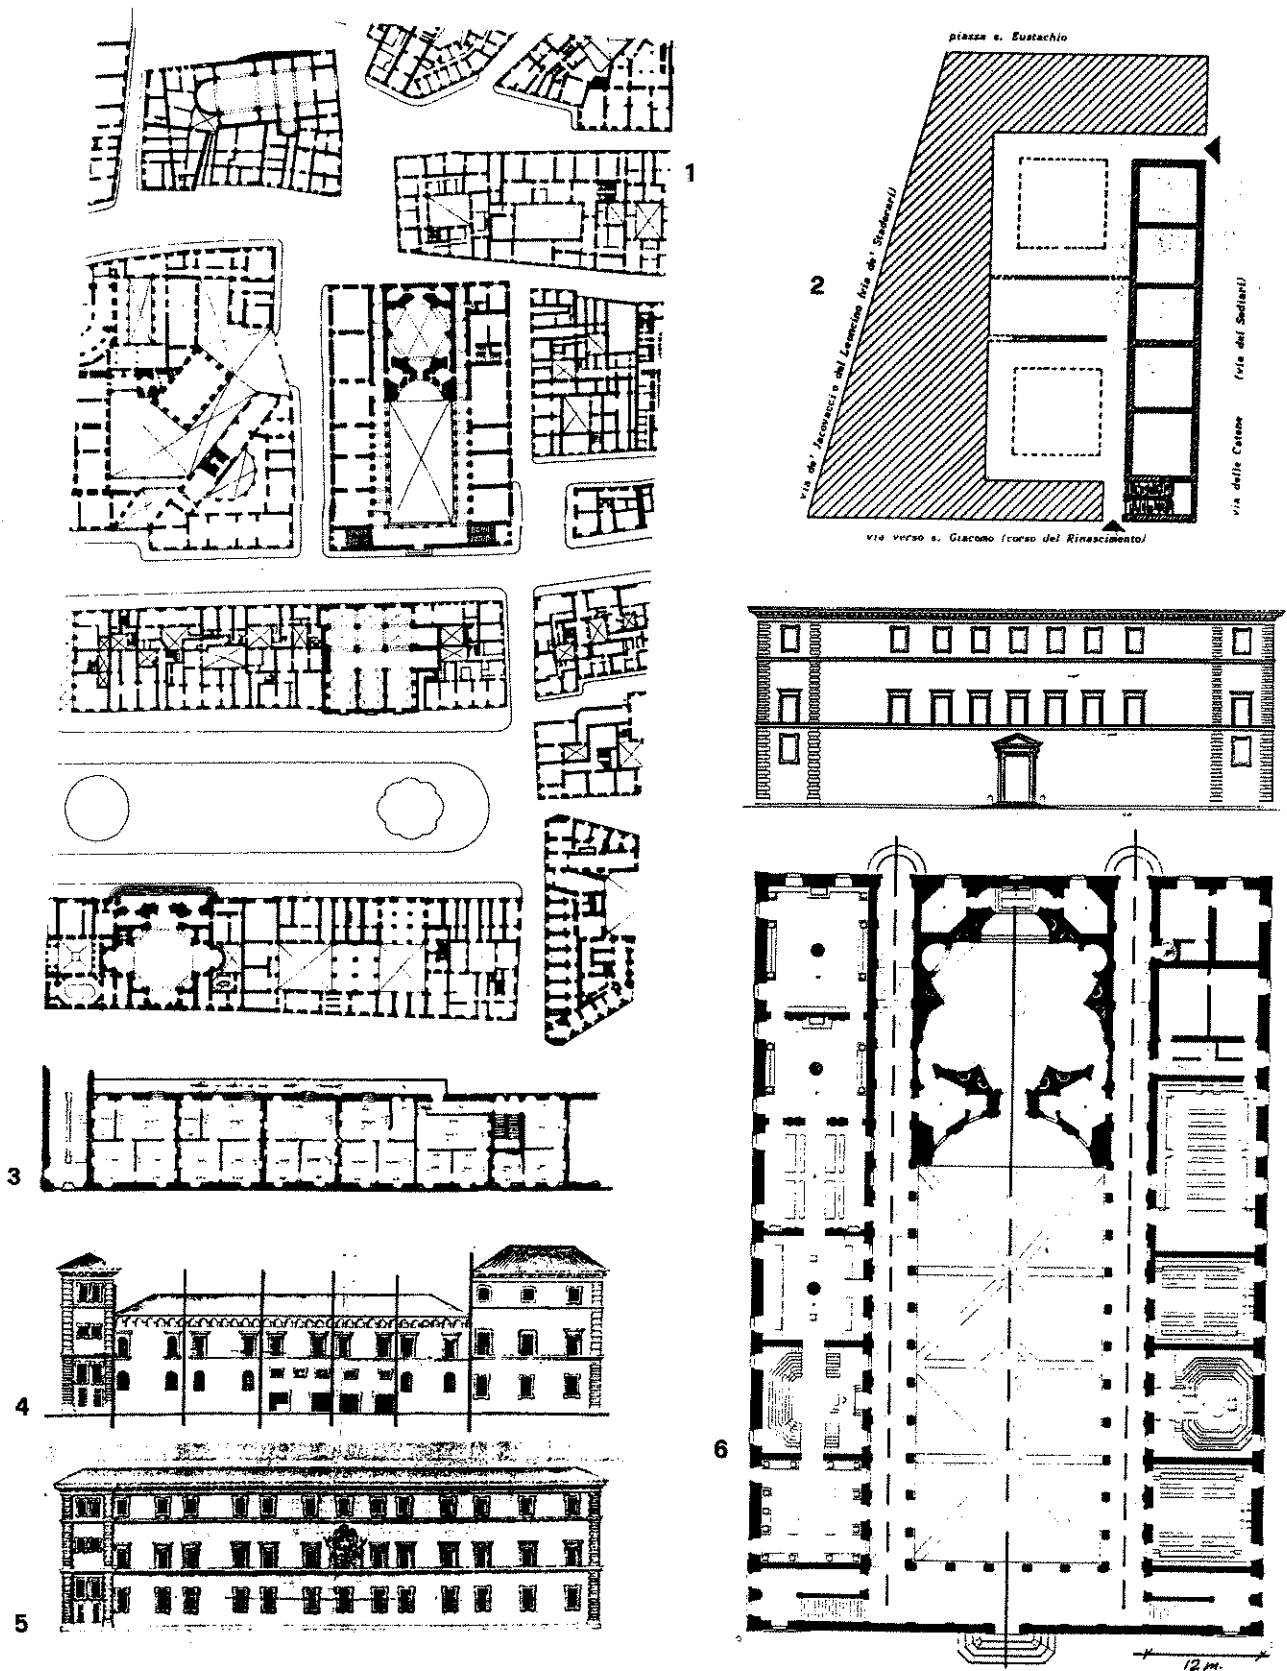 1
piazza s. Eustachio
2
via de' Jacovacci o del Leoncino (via de' Staderari)
via delle Catene (via dei Sediari)
via verso s. Giacomo (corso del Rinascimento)
3
4
5
6
12 m.